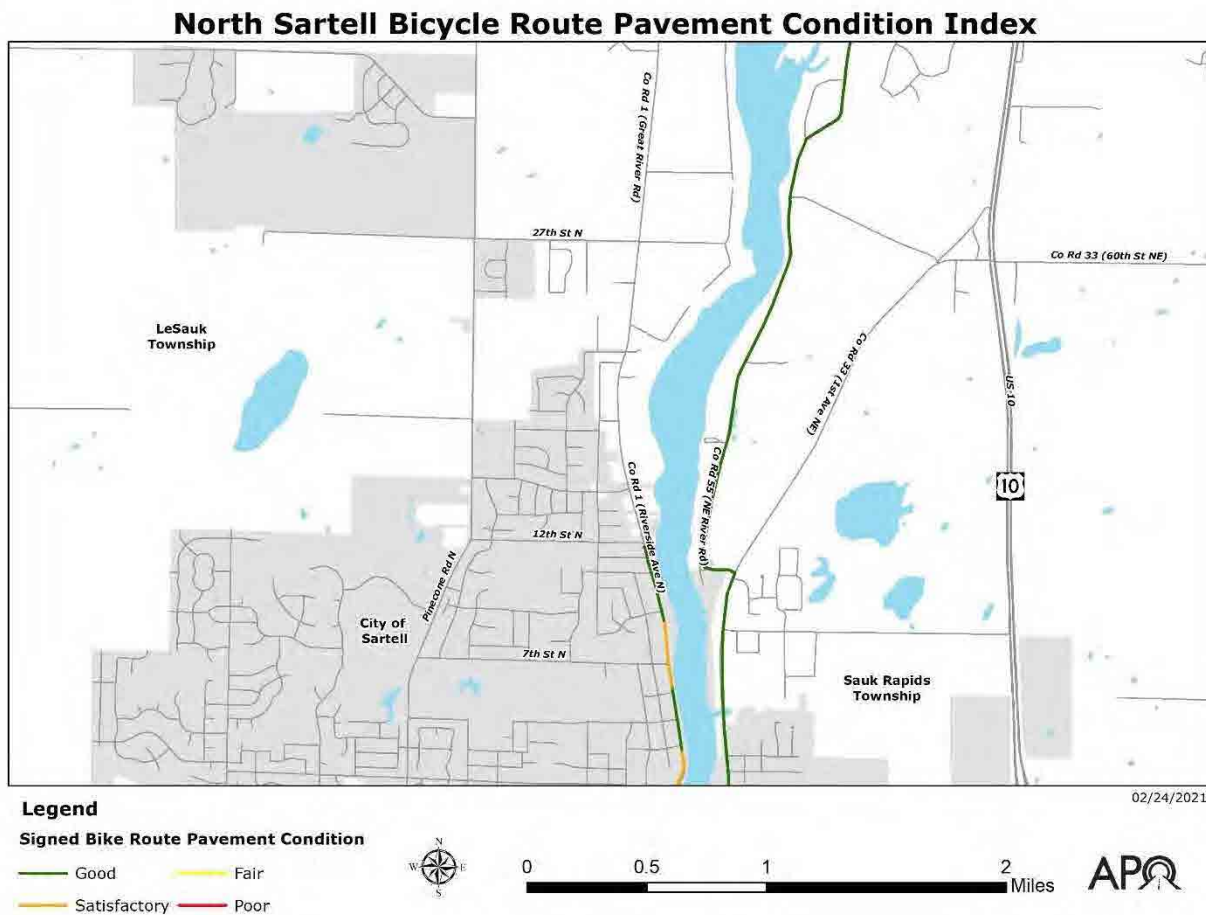 North Sartell Bicycle Route Pavement Condition Index
Co Rd 1 (Great River Rd)
27th St N
Co Rd 33 (60th St NE)
LeSauk
Township
Co Rd 33 (1st Ave NE)
US-10
Co Rd 1 (Riverside Ave N)
Co Rd 55 (NE River Rd)
10
12th St N
Pinecone Rd N
City of
Sartell
7th St N
Sauk Rapids
Township
02/24/2021
Legend
Signed Bike Route Pavement Condition
Good
Fair
Satisfactory
Poor
N
W
E
S
0 0.5 1 2
Miles
APO